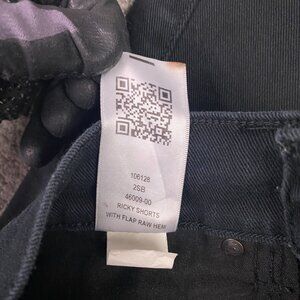 106128
2SB
46009-00
RICKY SHORTS
WITH FLAP RAW HEM